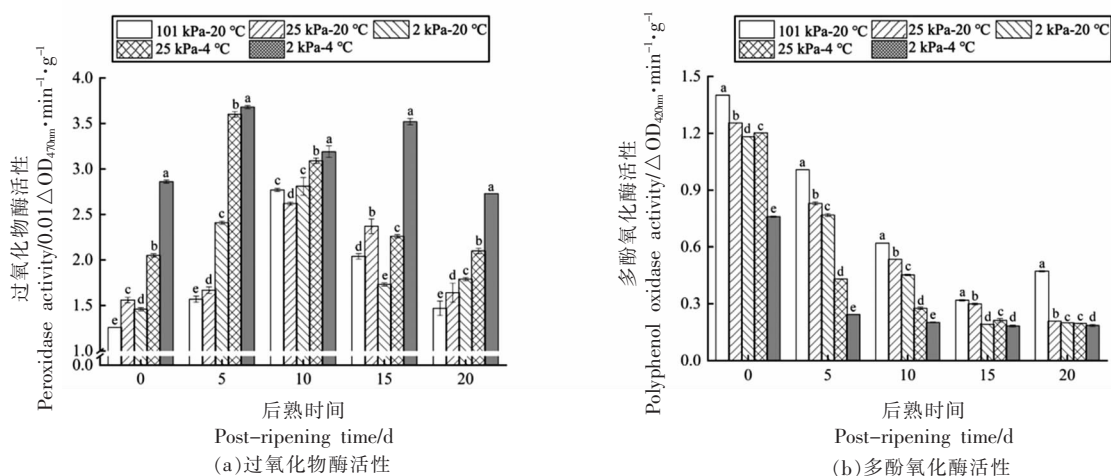 101 kPa-20 ℃ 25 kPa-20 ℃ 2 kPa-20 ℃
25 kPa-4 ℃ 2 kPa-4 ℃
过氧化物酶活性
Peroxidase activity/0.01△OD470nm•min⁻¹•g⁻¹
4.0
3.5
3.0
2.5
2.0
1.5
1.0
0.0
e c d b a
e d c b a
c d c b a
d b e c a
e d c b a
0 5 10 15 20
后熟时间
Post-ripening time/d
(a)过氧化物酶活性
101 kPa-20 ℃ 25 kPa-20 ℃ 2 kPa-20 ℃
25 kPa-4 ℃ 2 kPa-4 ℃
多酚氧化酶活性
Polyphenol oxidase activity/△OD420nm•min⁻¹•g⁻¹
1.5
1.2
0.9
0.6
0.3
0.0
a b d c e
a b c d e
a b c d e
a b d c d
a b c c d
0 5 10 15 20
后熟时间
Post-ripening time/d
(b)多酚氧化酶活性